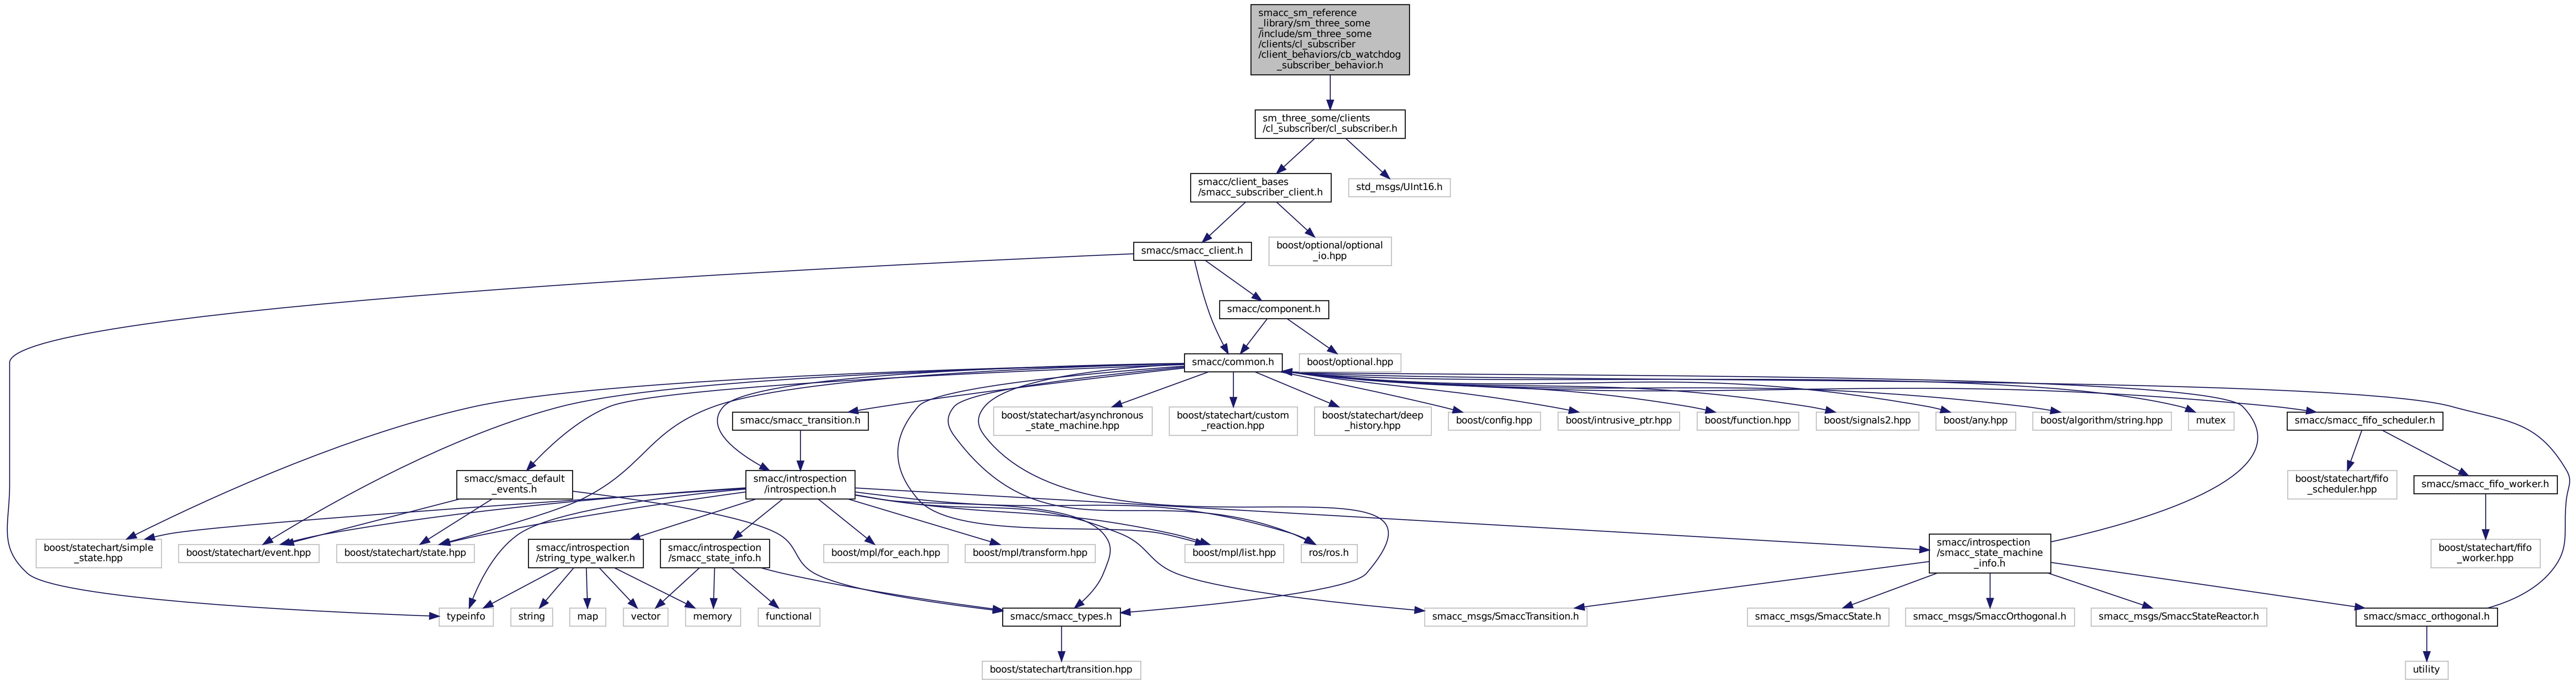 smacc_sm_reference
_library/sm_three_some
/include/sm_three_some
/clients/cl_subscriber
/client_behaviors/cb_watchdog
_subscriber_behavior.h
sm_three_some/clients
/cl_subscriber/cl_subscriber.h
smacc/client_bases
/smacc_subscriber_client.h
std_msgs/UInt16.h
smacc/smacc_client.h
boost/optional/optional
_io.hpp
smacc/component.h
smacc/common.h
boost/optional.hpp
smacc/smacc_transition.h
boost/statechart/asynchronous
_state_machine.hpp
boost/statechart/custom
_reaction.hpp
boost/statechart/deep
_history.hpp
boost/config.hpp
boost/intrusive_ptr.hpp
boost/function.hpp
boost/signals2.hpp
boost/any.hpp
boost/algorithm/string.hpp
mutex
smacc/smacc_fifo_scheduler.h
smacc/smacc_default
_events.h
smacc/introspection
/introspection.h
boost/statechart/fifo
_scheduler.hpp
smacc/smacc_fifo_worker.h
boost/statechart/simple
_state.hpp
boost/statechart/event.hpp
boost/statechart/state.hpp
smacc/introspection
/string_type_walker.h
smacc/introspection
/smacc_state_info.h
boost/mpl/for_each.hpp
boost/mpl/transform.hpp
boost/mpl/list.hpp
ros/ros.h
smacc/introspection
/smacc_state_machine
_info.h
boost/statechart/fifo
_worker.hpp
typeinfo
string
map
vector
memory
functional
smacc/smacc_types.h
smacc_msgs/SmaccTransition.h
smacc_msgs/SmaccState.h
smacc_msgs/SmaccOrthogonal.h
smacc_msgs/SmaccStateReactor.h
smacc/smacc_orthogonal.h
boost/statechart/transition.hpp
utility